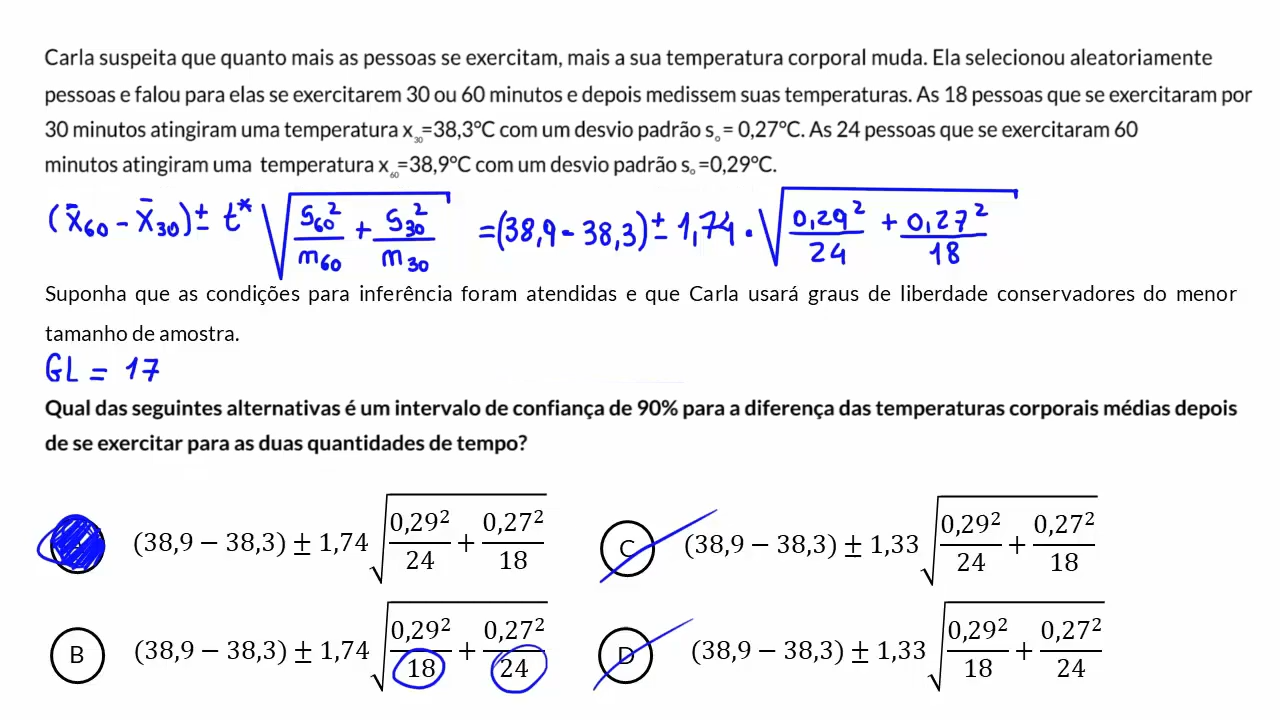 Carla suspeita que quanto mais as pessoas se exercitam, mais a sua temperatura corporal muda. Ela selecionou aleatoriamente
pessoas e falou para elas se exercitarem 30 ou 60 minutos e depois medissem suas temperaturas. As 18 pessoas que se exercitaram por
30 minutos atingiram uma temperatura x₃₀=38,3°C com um desvio padrão s₀= 0,27°C. As 24 pessoas que se exercitaram 60
minutos atingiram uma temperatura x₆₀=38,9°C com um desvio padrão s₀=0,29°C.
(x̄₆₀ - x̄₃₀) ± t* √(s₆₀²/m₆₀ + s₃₀²/m₃₀) = (38,9 - 38,3) ± 1,74 · √(0,29²/24 + 0,27²/18)
Suponha que as condições para inferência foram atendidas e que Carla usará graus de liberdade conservadores do menor
tamanho de amostra.
GL = 17
Qual das seguintes alternativas é um intervalo de confiança de 90% para a diferença das temperaturas corporais médias depois
de se exercitar para as duas quantidades de tempo?
(38,9 − 38,3) ± 1,74 √(0,29²/24 + 0,27²/18)
C (38,9 − 38,3) ± 1,33 √(0,29²/24 + 0,27²/18)
B (38,9 − 38,3) ± 1,74 √(0,29²/18 + 0,27²/24)
D (38,9 − 38,3) ± 1,33 √(0,29²/18 + 0,27²/24)